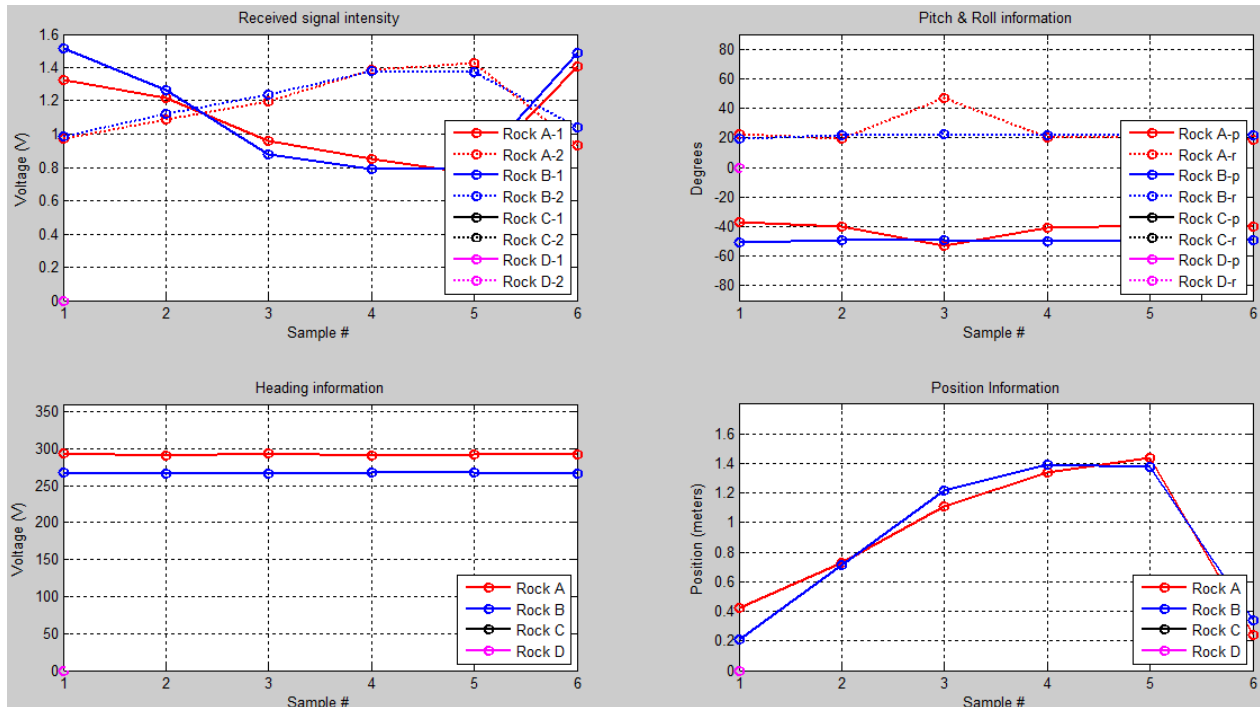 Received signal intensity
1.6
1.4
1.2
1
0.8
0.6
0.4
0.2
0
Voltage (V)
Rock A-1
Rock A-2
Rock B-1
Rock B-2
Rock C-1
Rock C-2
Rock D-1
Rock D-2
1 2 3 4 5 6
Sample #
Pitch & Roll information
80
60
40
20
0
-20
-40
-60
-80
Degrees
Rock A-p
Rock A-r
Rock B-p
Rock B-r
Rock C-p
Rock C-r
Rock D-p
Rock D-r
1 2 3 4 5 6
Sample #
Heading information
350
300
250
200
150
100
50
0
Voltage (V)
Rock A
Rock B
Rock C
Rock D
1 2 3 4 5 6
Sample #
Position Information
1.6
1.4
1.2
1
0.8
0.6
0.4
0.2
0
Position (meters)
Rock A
Rock B
Rock C
Rock D
1 2 3 4 5 6
Sample #